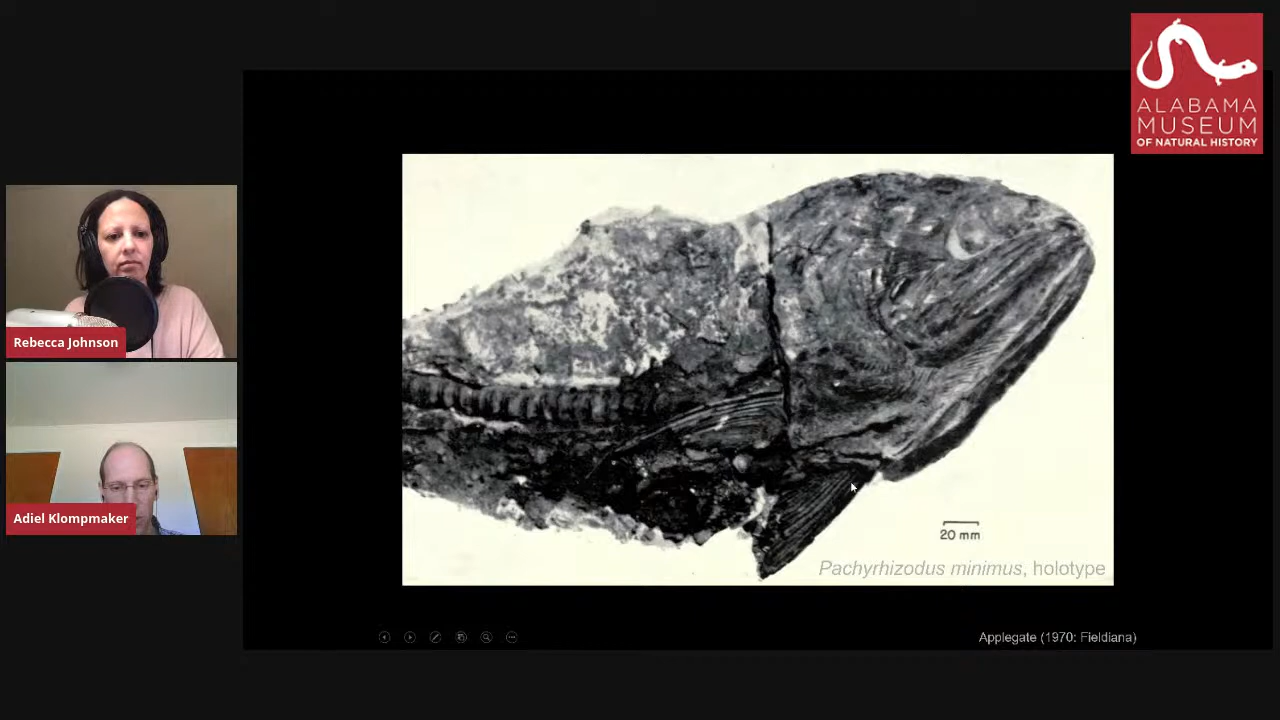 ALABAMA
MUSEUM
OF NATURAL HISTORY
Rebecca Johnson
Adiel Klompmaker
20 mm
Pachyrhizodus minimus, holotype
Applegate (1970: Fieldiana)